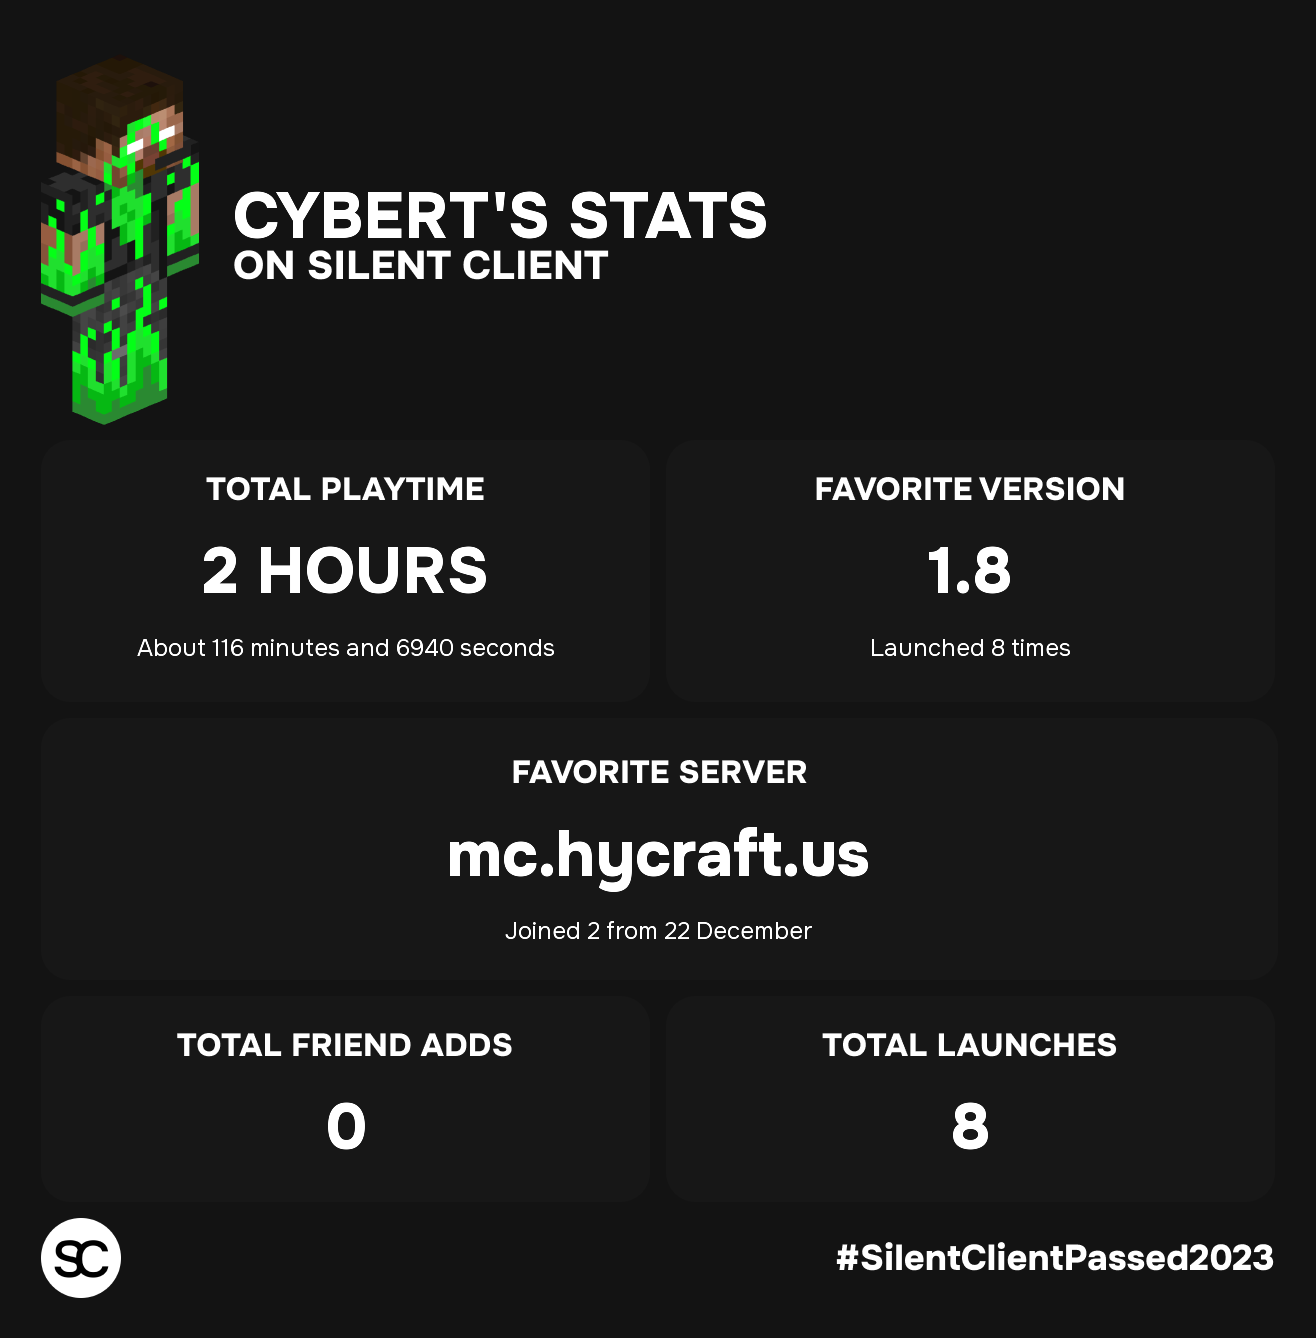 CYBERT'S STATS
ON SILENT CLIENT
TOTAL PLAYTIME
2 HOURS
About 116 minutes and 6940 seconds
FAVORITE VERSION
1.8
Launched 8 times
FAVORITE SERVER
mc.hycraft.us
Joined 2 from 22 December
TOTAL FRIEND ADDS
0
TOTAL LAUNCHES
8
SC
#SilentClientPassed2023